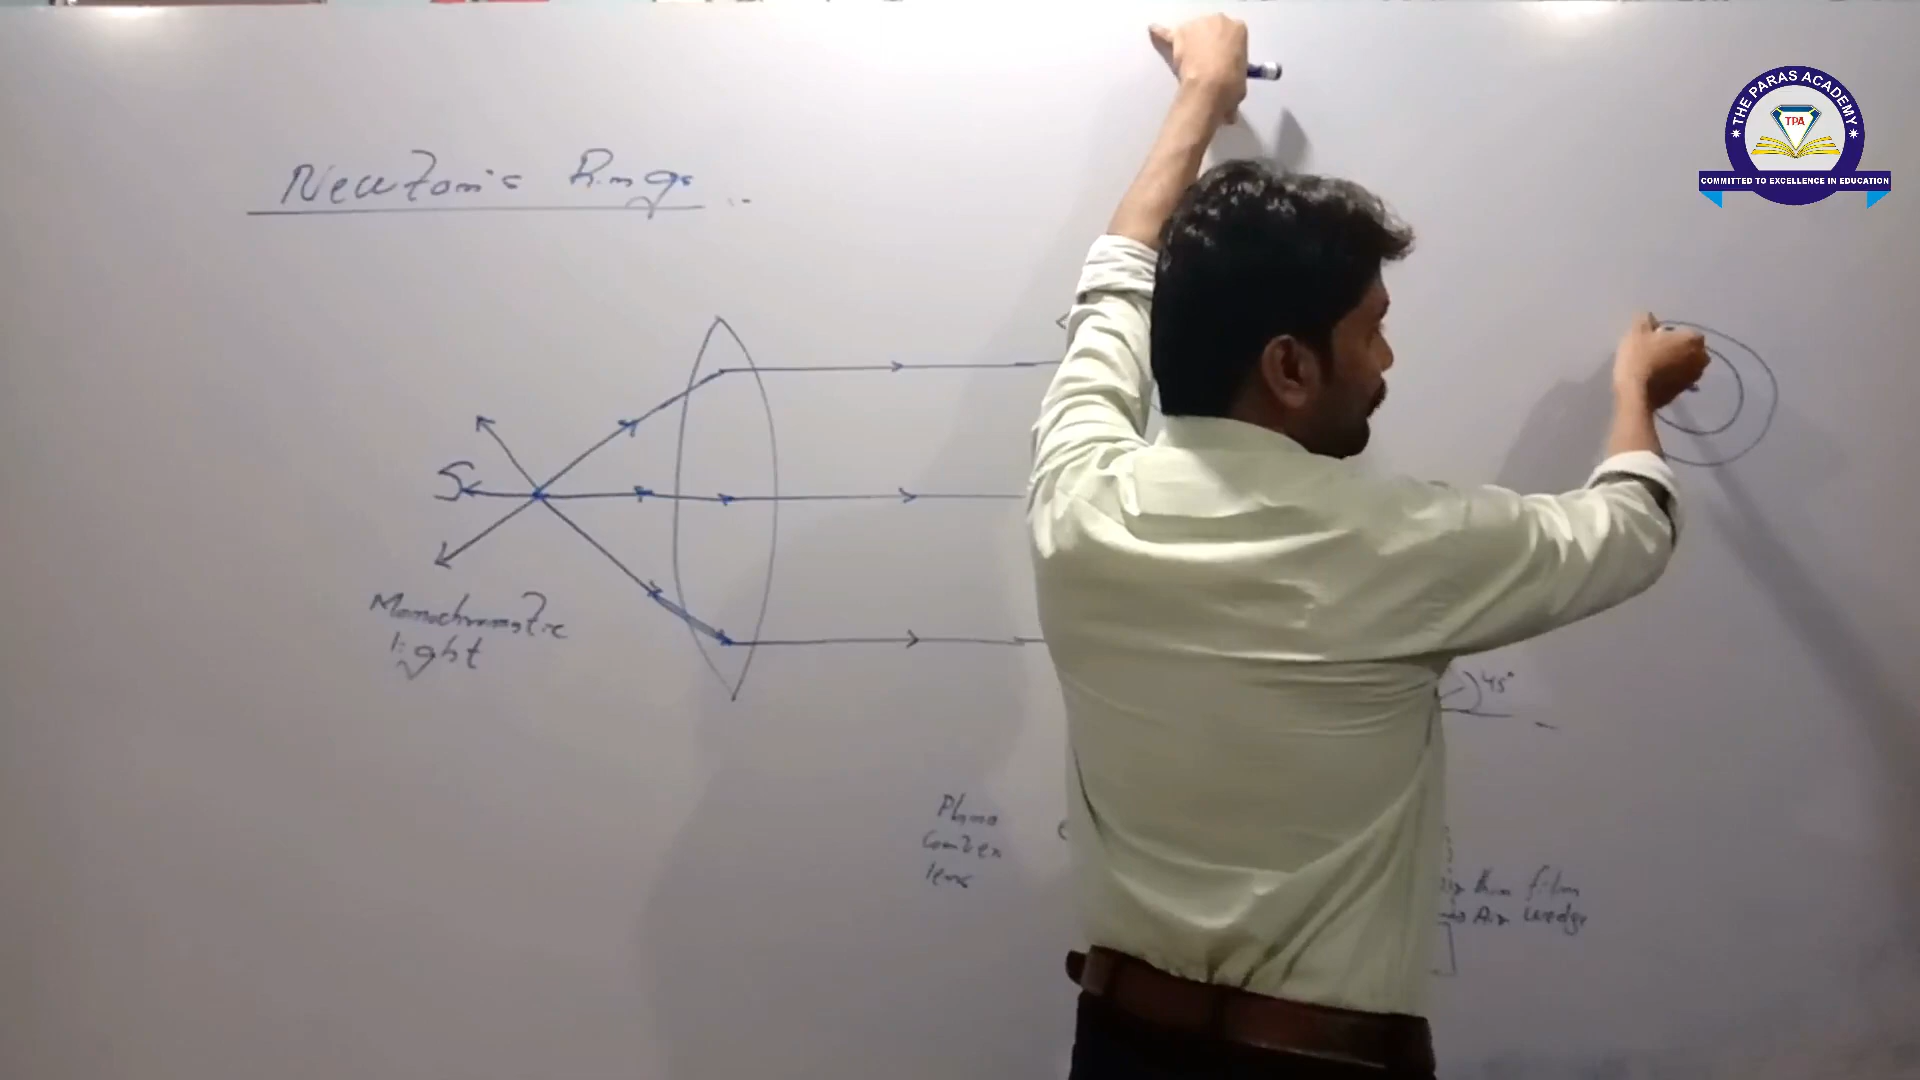 THE PARAS ACADEMY
TPA
COMMITTED TO EXCELLENCE IN EDUCATION
Newton's Rings
S
Monochromatic
light
45°
Plano
Convex
lens
thin film
Air wedge